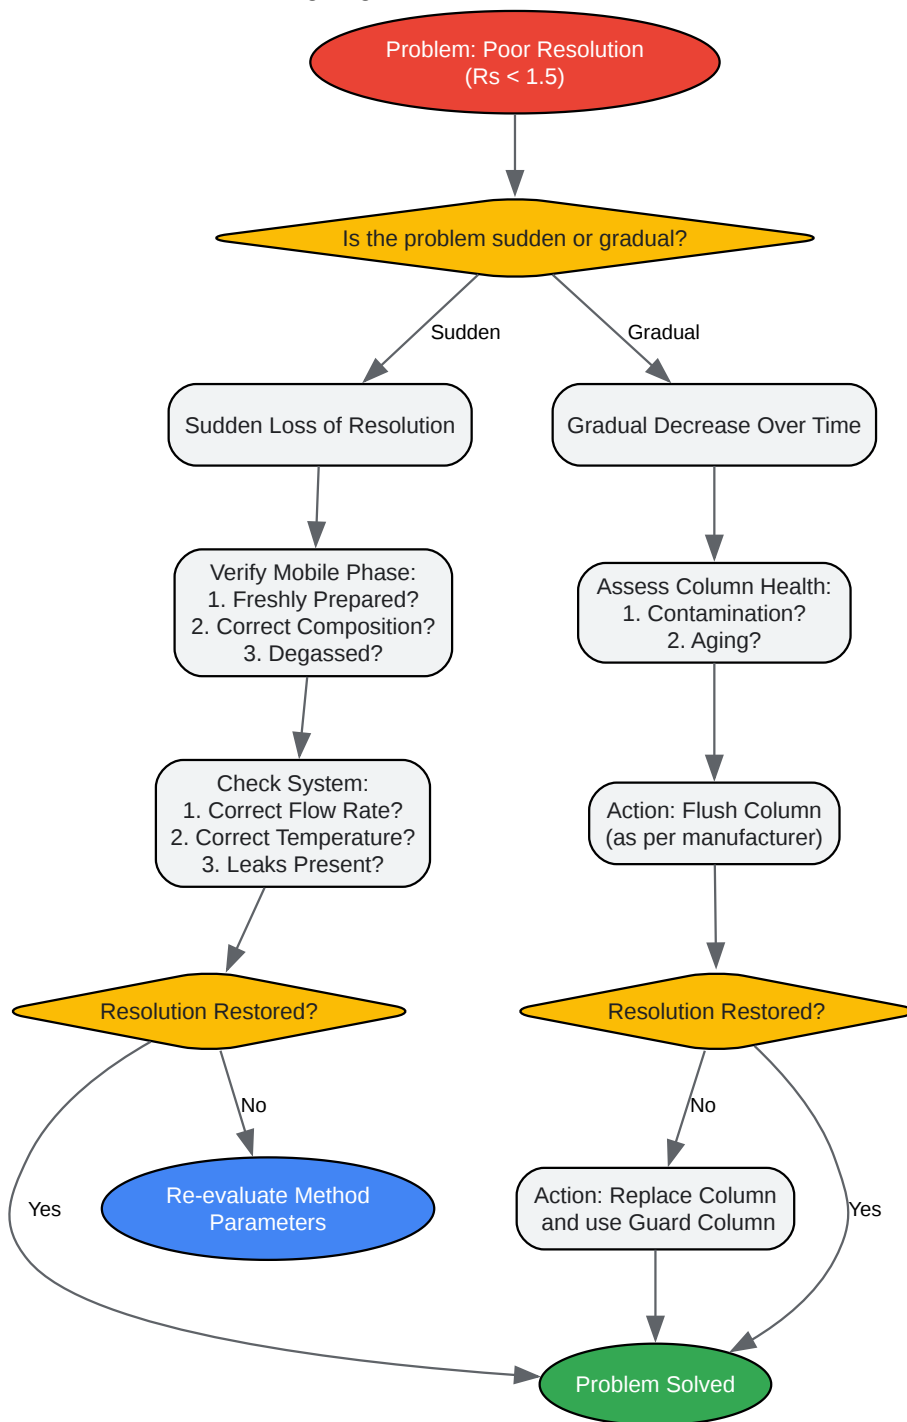 Problem: Poor Resolution
(Rs < 1.5)
Is the problem sudden or gradual?
Sudden
Gradual
Sudden Loss of Resolution
Gradual Decrease Over Time
Verify Mobile Phase:
1. Freshly Prepared?
2. Correct Composition?
3. Degassed?
Assess Column Health:
1. Contamination?
2. Aging?
Check System:
1. Correct Flow Rate?
2. Correct Temperature?
3. Leaks Present?
Action: Flush Column
(as per manufacturer)
Resolution Restored?
Resolution Restored?
No
No
Re-evaluate Method
Parameters
Action: Replace Column
and use Guard Column
Yes
Yes
Problem Solved